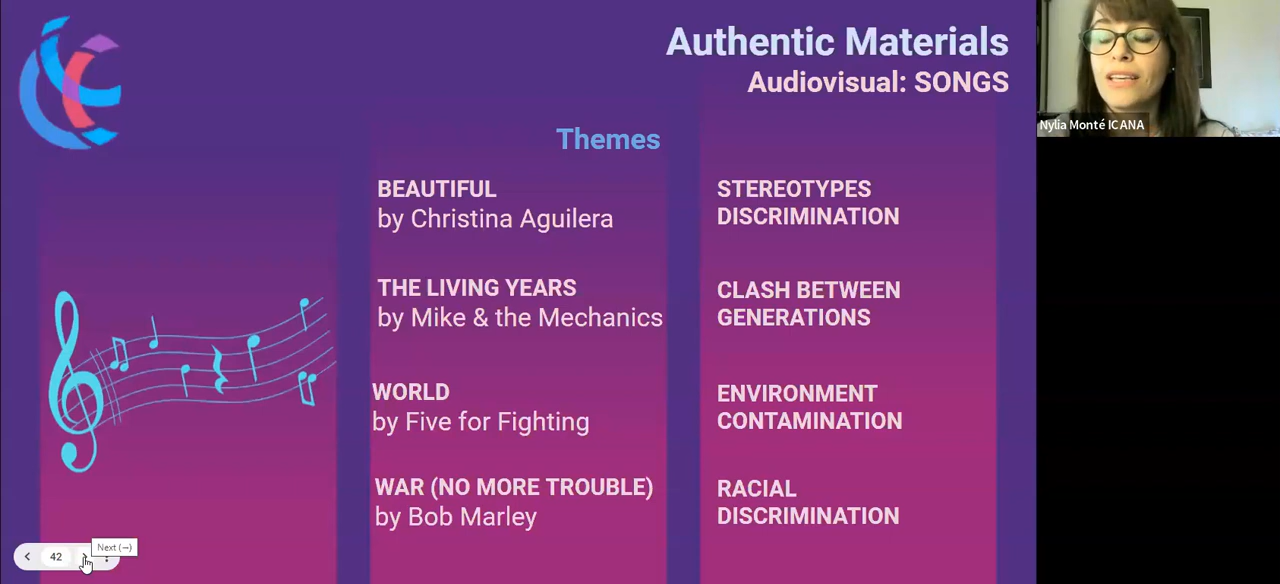 Authentic Materials
Audiovisual: SONGS
Themes
BEAUTIFUL
by Christina Aguilera
STEREOTYPES
DISCRIMINATION
THE LIVING YEARS
by Mike & the Mechanics
CLASH BETWEEN
GENERATIONS
WORLD
by Five for Fighting
ENVIRONMENT
CONTAMINATION
WAR (NO MORE TROUBLE)
by Bob Marley
RACIAL
DISCRIMINATION
42
Next (→)
Nylia Monté ICANA